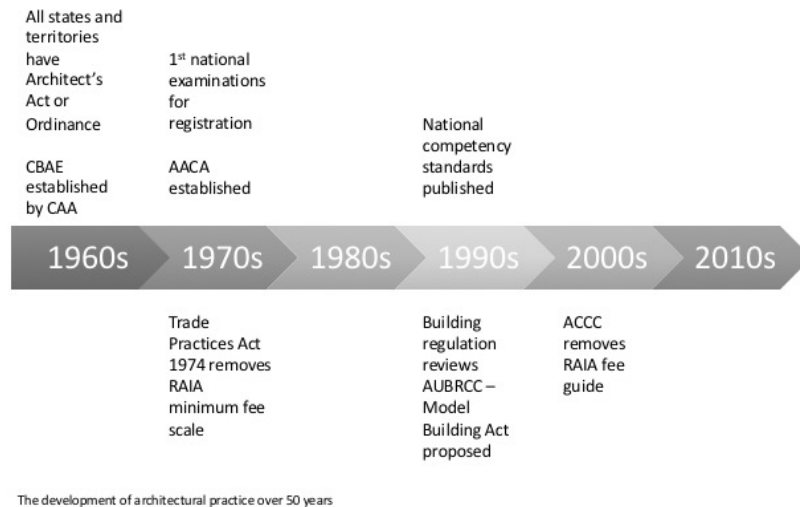 All states and
territories
have
Architect's
Act or
Ordinance
CBAE
established
by CAA
1st national
examinations
for
registration
AACA
established
National
competency
standards
published
1960s
1970s
1980s
1990s
2000s
2010s
Trade
Practices Act
1974 removes
RAIA
minimum fee
scale
Building
regulation
reviews
AUBRCC –
Model
Building Act
proposed
ACCC
removes
RAIA fee
guide
The development of architectural practice over 50 years